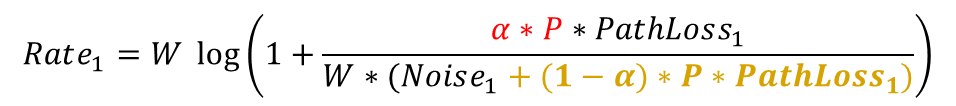 Rate₁ = W log(1 + (α * P * PathLoss₁)/(W * (Noise₁ + (1 − α) * P * PathLoss₁)))